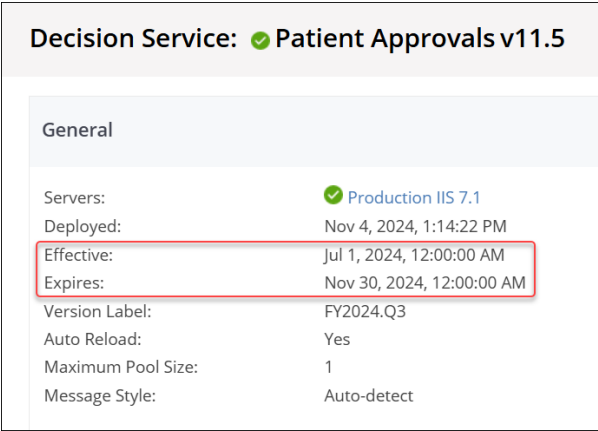 Decision Service: Patient Approvals v11.5
General
Servers: Production IIS 7.1
Deployed: Nov 4, 2024, 1:14:22 PM
Effective: Jul 1, 2024, 12:00:00 AM
Expires: Nov 30, 2024, 12:00:00 AM
Version Label: FY2024.Q3
Auto Reload: Yes
Maximum Pool Size: 1
Message Style: Auto-detect